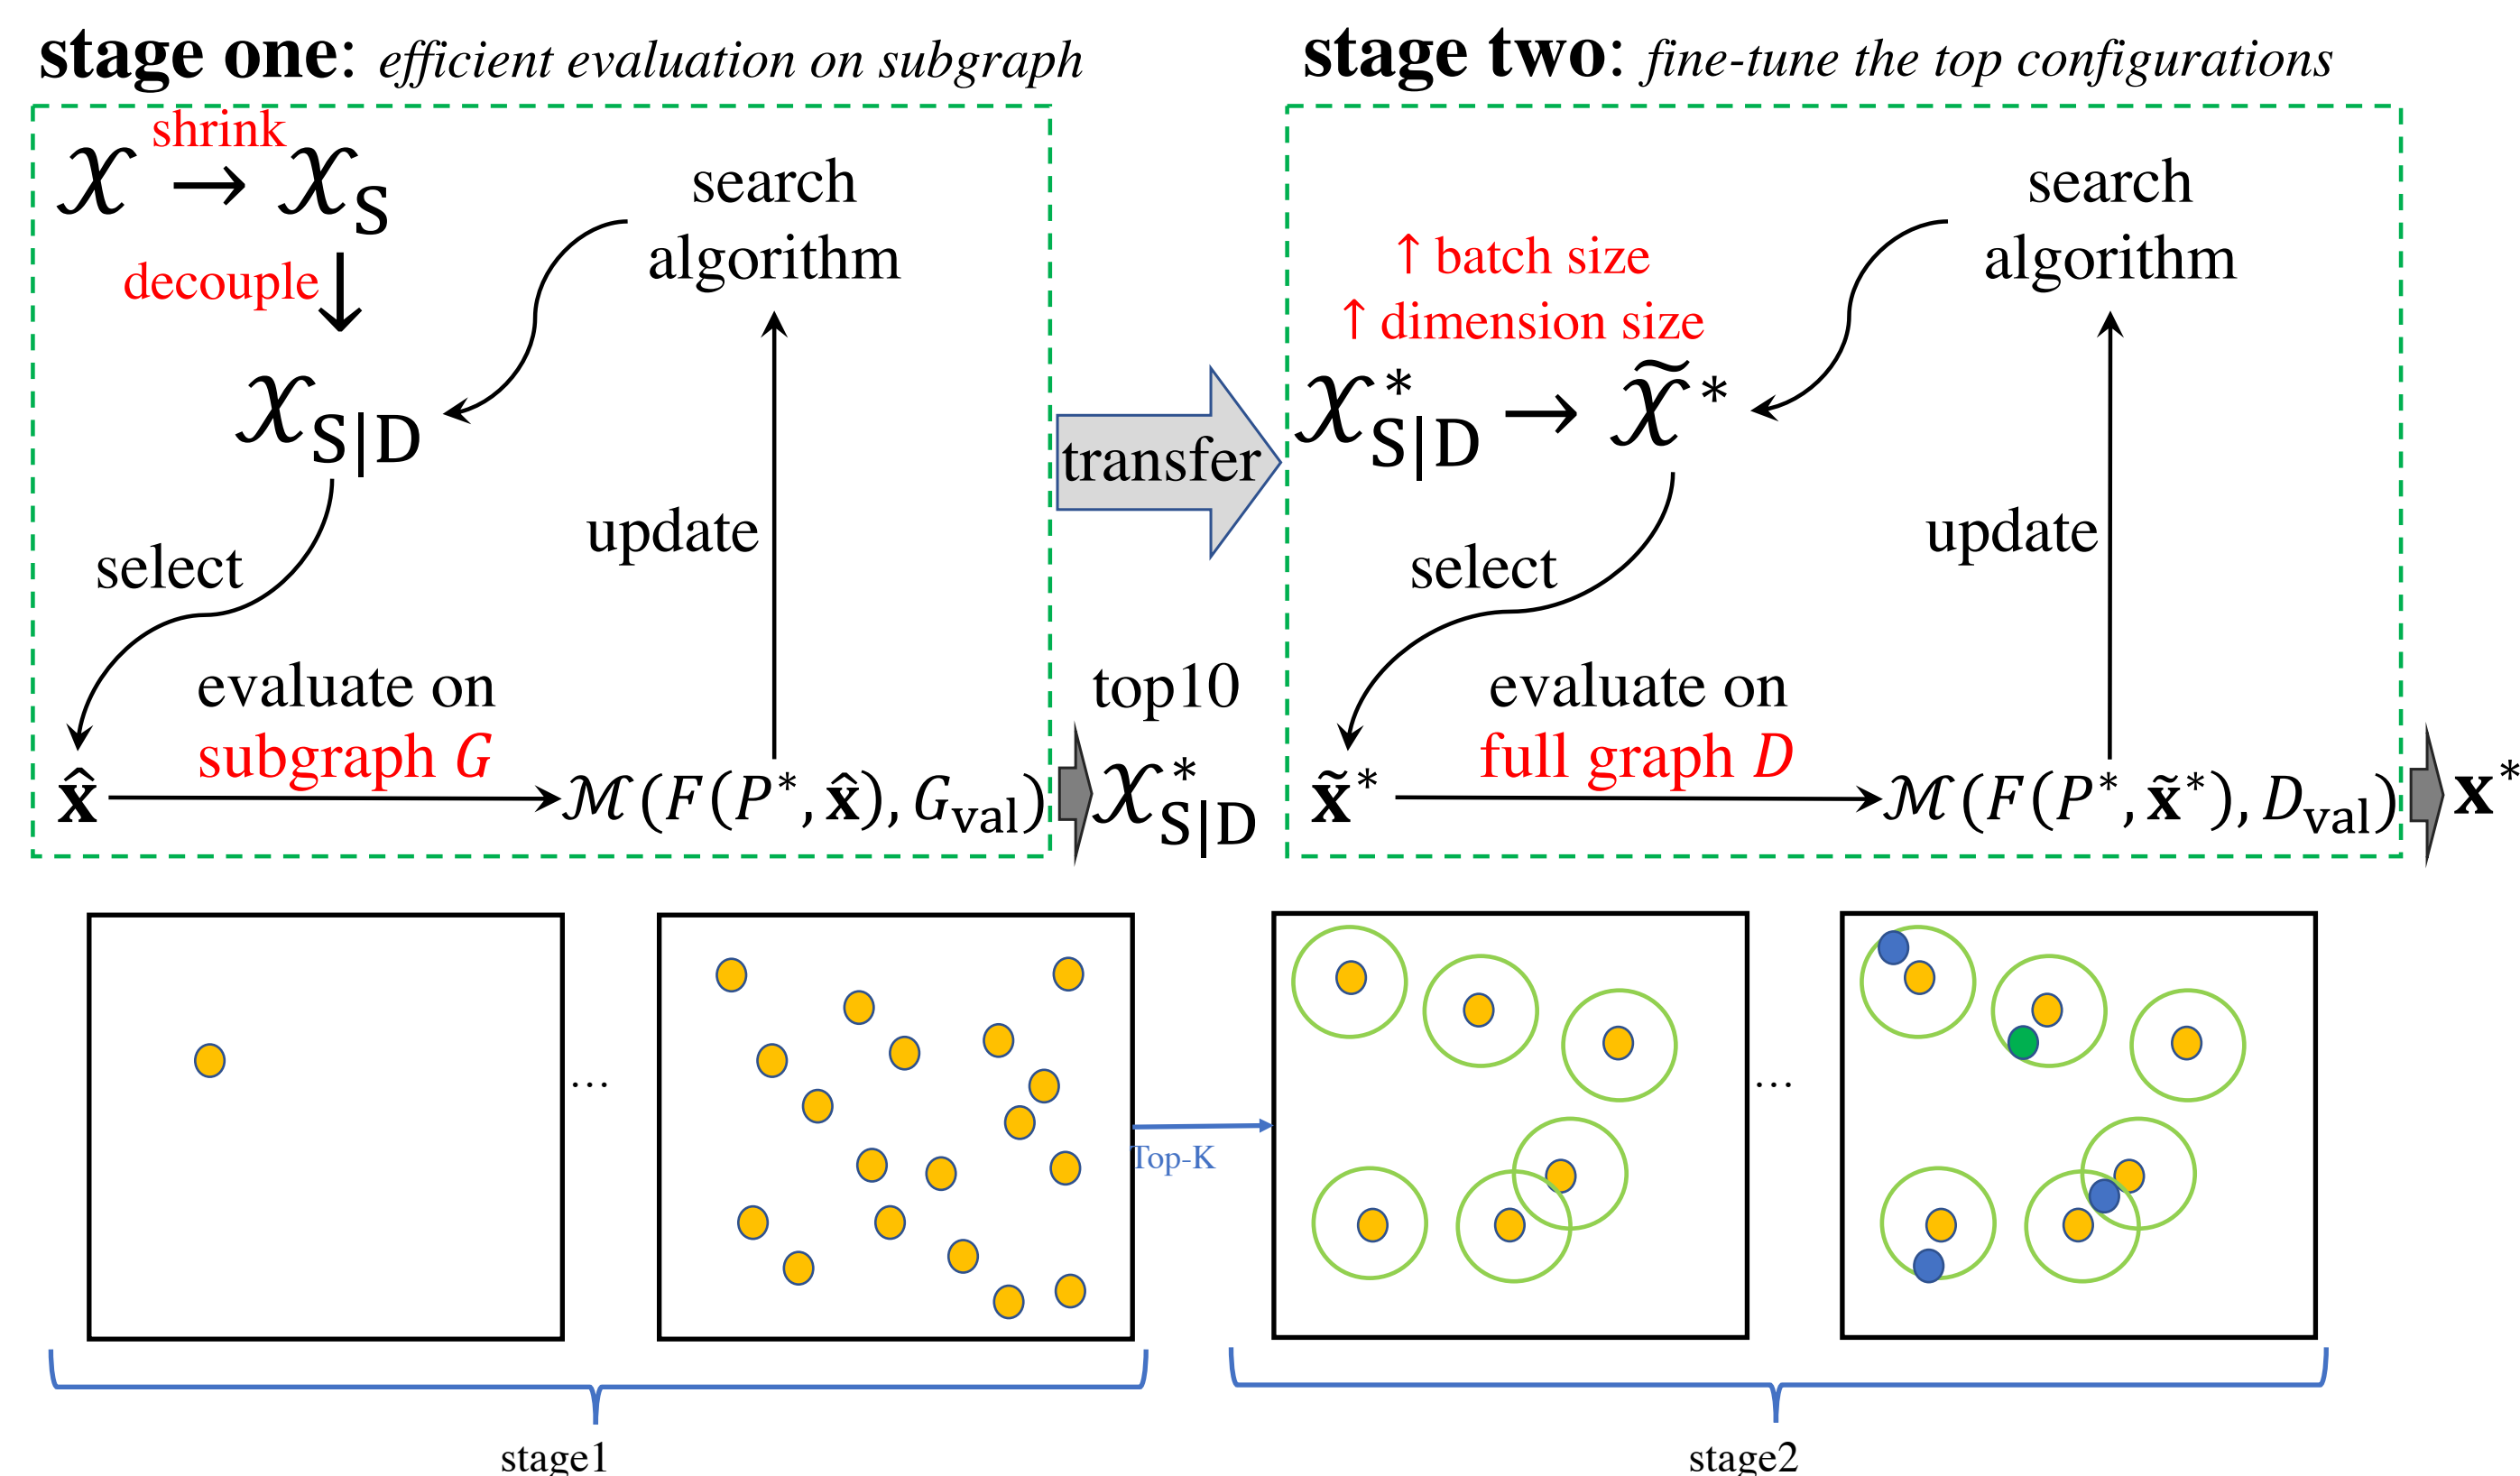 stage one: efficient evaluation on subgraph
shrink
𝒳 → 𝒳S
decouple ↓
𝒳S|D
search
algorithm
select
update
evaluate on
subgraph G
x̂ ℳ(F(P*, x̂), Gval)
transfer
top10
𝒳*S|D
stage two: fine-tune the top configurations
↑ batch size
↑ dimension size
𝒳*S|D → 𝒳̃*
search
algorithm
select
update
evaluate on
full graph D
x̃* ℳ(F(P*, x̃*), Dval)
x*
...
Top-K
...
stage1
stage2